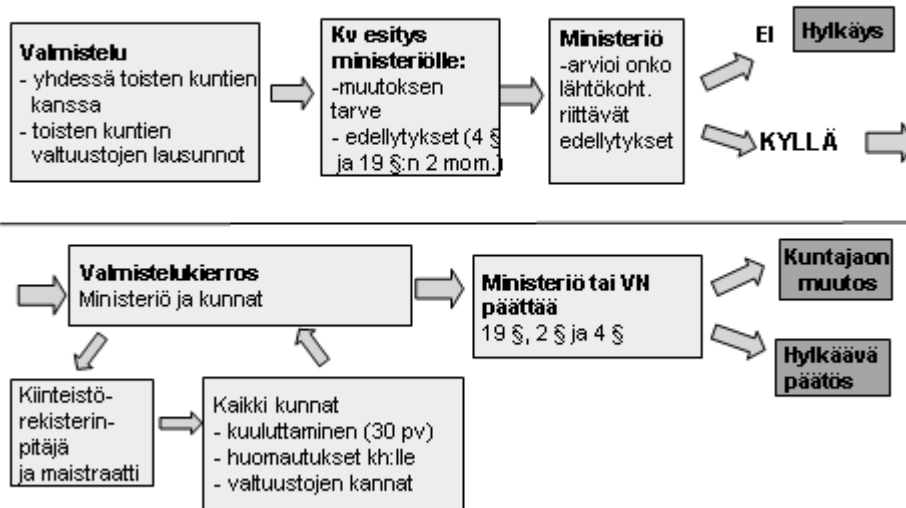 Valmistelu
- yhdessä toisten kuntien
kanssa
- toisten kuntien
valtuustojen lausunnot
Kv esitys
ministeriölle:
-muutoksen
tarve
- edellytykset (4 §
ja 19 §:n 2 mom.)
Ministeriö
-arvioi onko
lähtökoht.
riittävät
edellytykset
EI
Hylkäys
KYLLÄ
Valmistelukierros
Ministeriö ja kunnat
Ministeriö tai VN
päättää
19 §, 2 § ja 4 §
Kuntajaon
muutos
Hylkäävä
päätös
Kiinteistö-
rekisterin-
pitäjä
ja maistraatti
Kaikki kunnat
- kuuluttaminen (30 pv)
- huomautukset kh:lle
- valtuustojen kannat